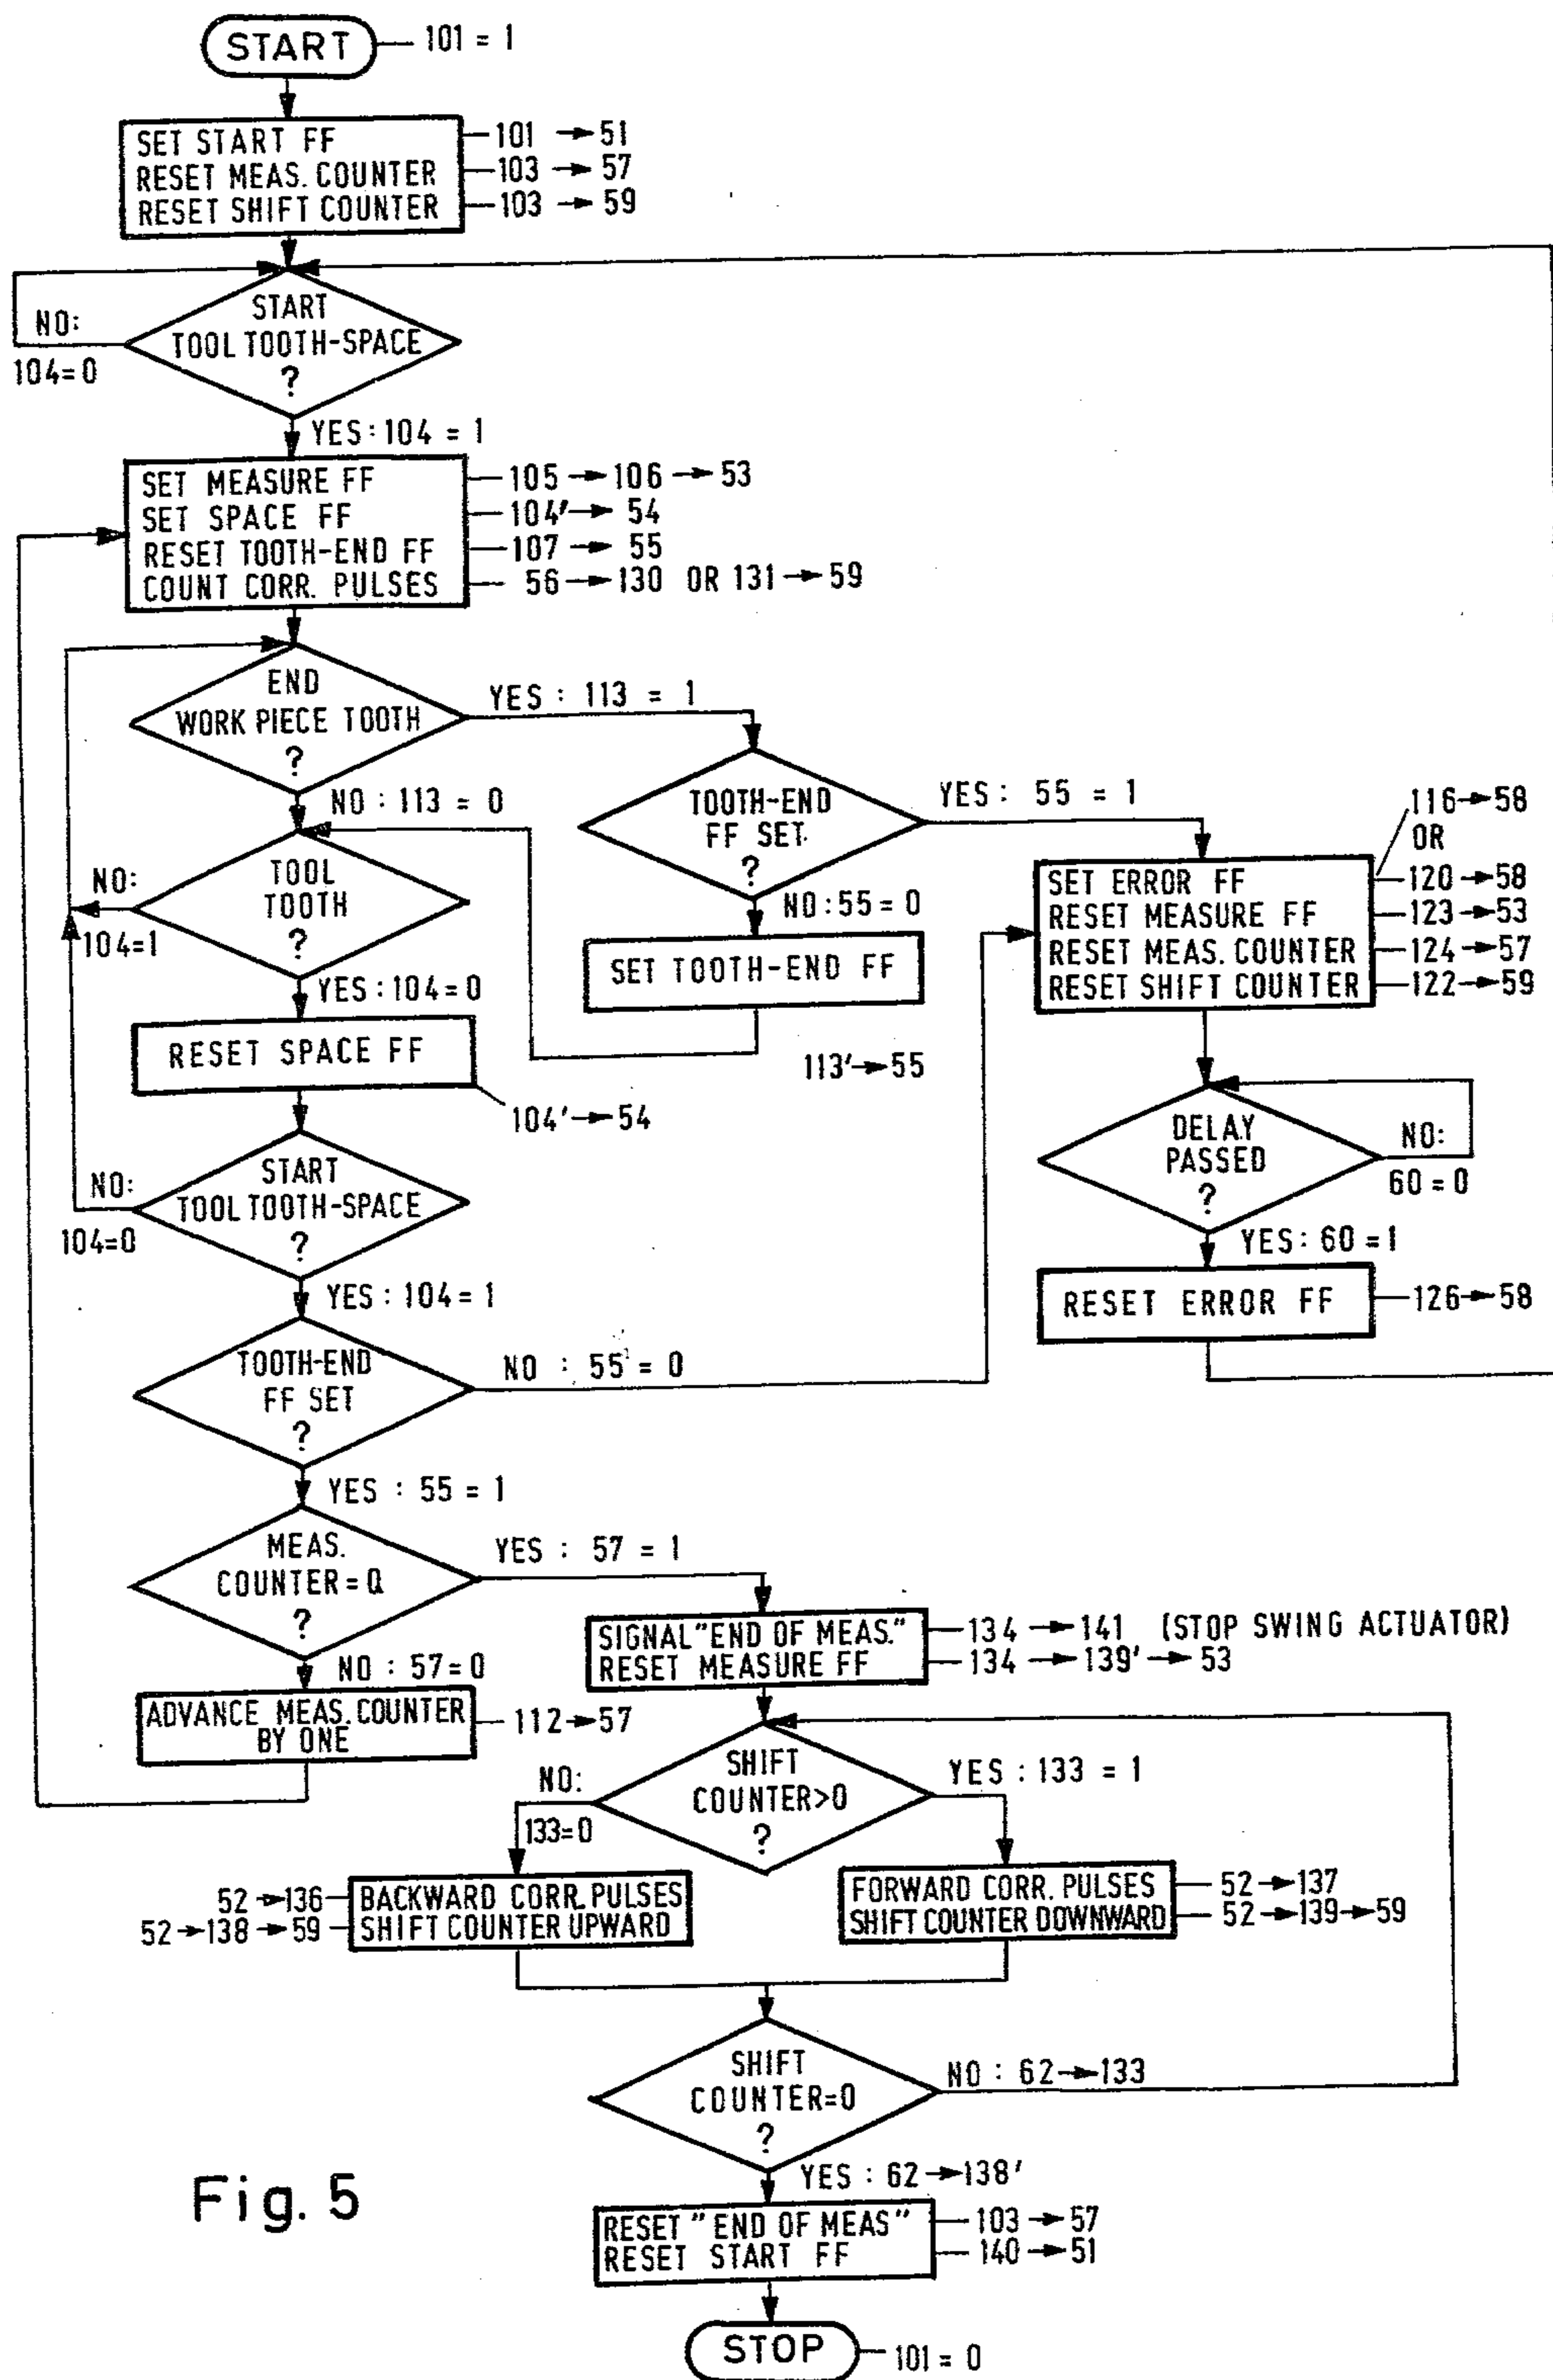 START
101 = 1
SET START FF
101 → 51
RESET MEAS. COUNTER
103 → 57
RESET SHIFT COUNTER
103 → 59
START
TOOL TOOTH-SPACE
?
NO:
104=0
YES: 104 = 1
SET MEASURE FF
105 → 106 → 53
SET SPACE FF
104' → 54
RESET TOOTH-END FF
107 → 55
COUNT CORR. PULSES
56 → 130 OR 131 → 59
END
WORK PIECE TOOTH
?
YES : 113 = 1
NO : 113 = 0
TOOTH-END
FF SET
?
YES: 55 = 1
NO:55=0
SET TOOTH-END FF
113' → 55
TOOL
TOOTH
?
NO:
104=1
YES:104=0
RESET SPACE FF
104' → 54
116 → 58
OR
SET ERROR FF
120 → 58
RESET MEASURE FF
123 → 53
RESET MEAS. COUNTER
124 → 57
RESET SHIFT COUNTER
122 → 59
DELAY
PASSED
?
NO:
60=0
YES: 60=1
RESET ERROR FF
126 → 58
START
TOOL TOOTH-SPACE
?
NO:
104=0
YES: 104=1
TOOTH-END
FF SET
?
NO : 55 = 0
YES : 55 = 1
MEAS.
COUNTER=Q
?
YES : 57 = 1
NO : 57=0
ADVANCE MEAS. COUNTER
BY ONE
112 → 57
SIGNAL "END OF MEAS."
134 → 141 (STOP SWING ACTUATOR)
RESET MEASURE FF
134 → 139' → 53
SHIFT
COUNTER>0
?
NO:
133=0
YES : 133 = 1
52 → 136
BACKWARD CORR. PULSES
52 → 138 → 59
SHIFT COUNTER UPWARD
FORWARD CORR. PULSES
52 → 137
SHIFT COUNTER DOWNWARD
52 → 139 → 59
SHIFT
COUNTER=0
?
NO : 62 → 133
YES : 62 → 138'
RESET "END OF MEAS"
103 → 57
RESET START FF
140 → 51
STOP
101 = 0
Fig. 5